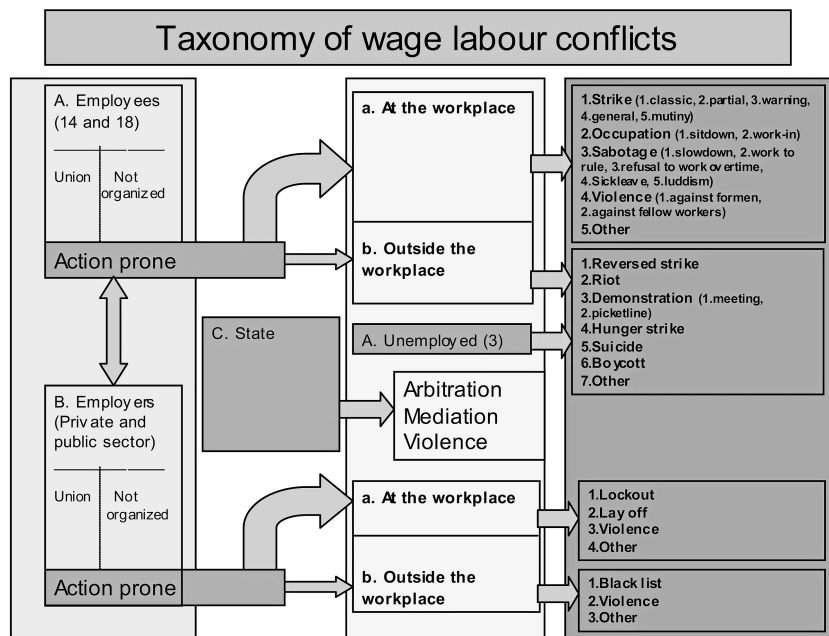 Taxonomy of wage labour conflicts
A. Employees
(14 and 18)
Union
Not
organized
Action prone
a. At the workplace
b. Outside the
workplace
1.Strike (1.classic, 2.partial, 3.warning,
4.general, 5.mutiny)
2.Occupation (1.sitdown, 2.work-in)
3.Sabotage (1.slowdown, 2.work to
rule, 3.refusal to work overtime,
4.Sickleave, 5.luddism)
4.Violence (1.against formen,
2.against fellow workers)
5.Other
1.Reversed strike
2.Riot
3.Demonstration (1.meeting,
2.picketline)
4.Hunger strike
5.Suicide
6.Boycott
7.Other
C. State
A. Unemployed (3)
Arbitration
Mediation
Violence
B. Employers
(Private and
public sector)
Union
Not
organized
Action prone
a. At the workplace
b. Outside the
workplace
1.Lockout
2.Lay off
3.Violence
4.Other
1.Black list
2.Violence
3.Other